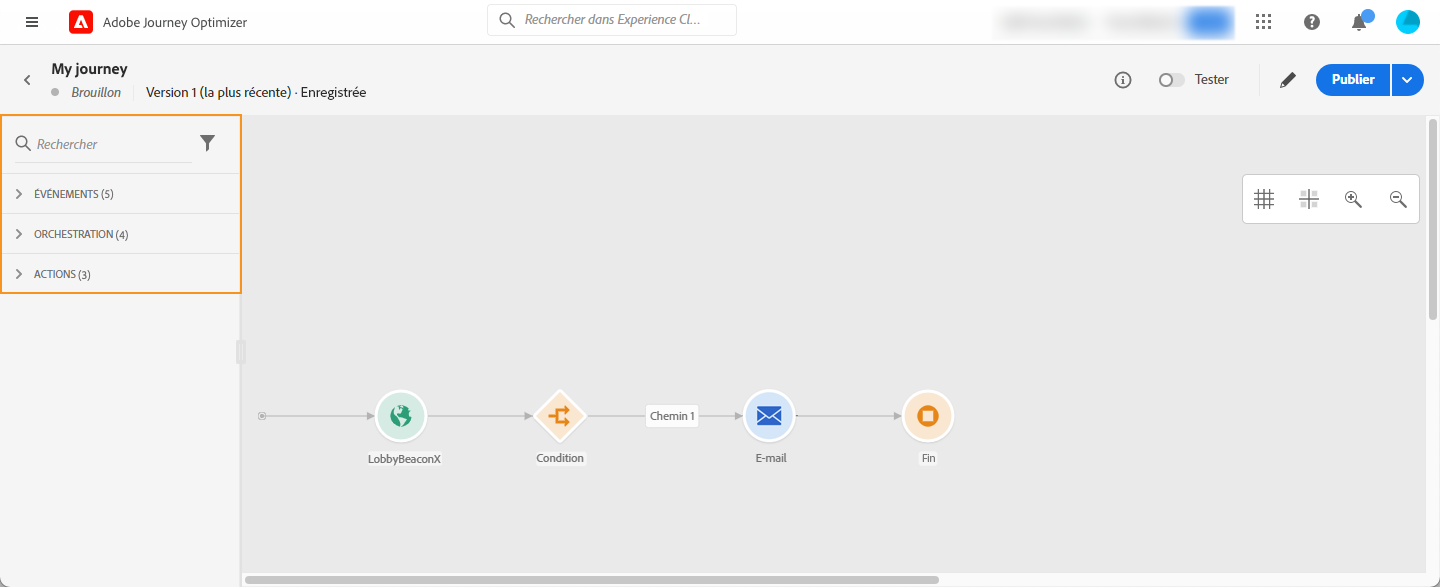 Adobe Journey Optimizer
Rechercher dans Experience Cl...
My journey
Brouillon
Version 1 (la plus récente) · Enregistrée
Tester
Publier
Rechercher
ÉVÉNEMENTS (5)
ORCHESTRATION (4)
ACTIONS (3)
Chemin 1
LobbyBeaconX
Condition
E-mail
Fin